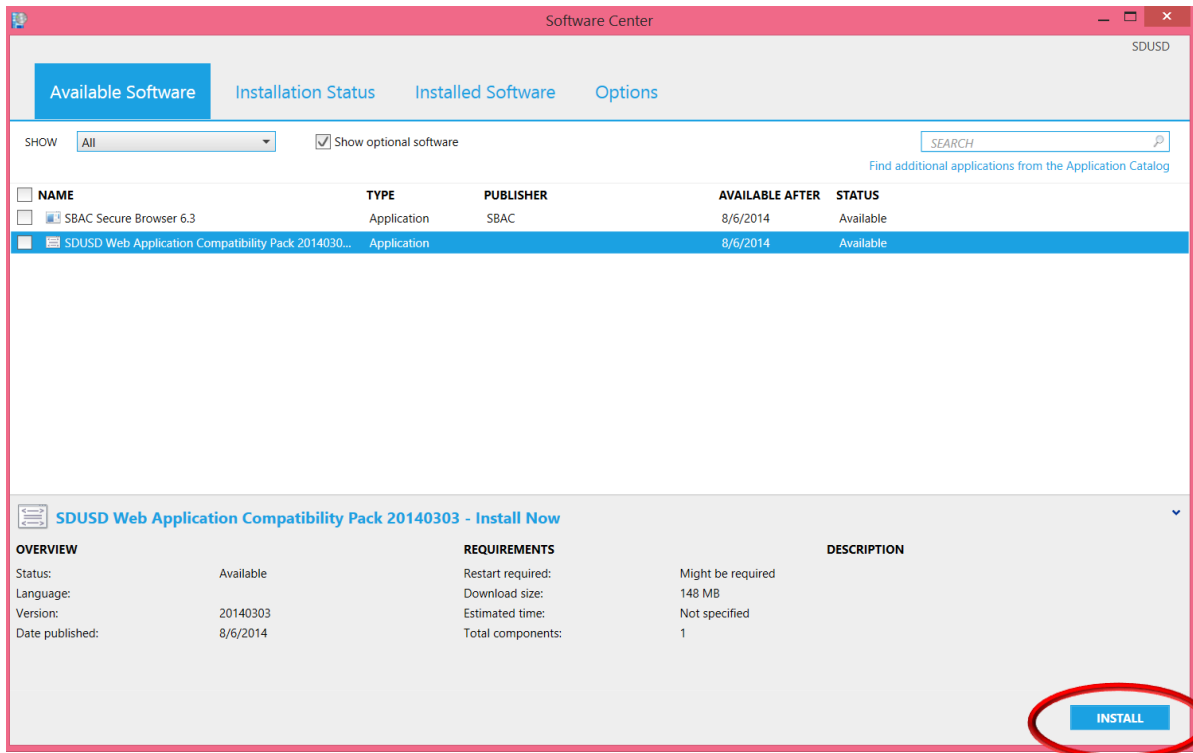 Software Center
SDUSD
Available Software Installation Status Installed Software Options
SHOW All Show optional software SEARCH
Find additional applications from the Application Catalog
NAME TYPE PUBLISHER AVAILABLE AFTER STATUS
SBAC Secure Browser 6.3 Application SBAC 8/6/2014 Available
SDUSD Web Application Compatibility Pack 2014030... Application 8/6/2014 Available
SDUSD Web Application Compatibility Pack 20140303 - Install Now
OVERVIEW REQUIREMENTS DESCRIPTION
Status: Available Restart required: Might be required
Language: Download size: 148 MB
Version: 20140303 Estimated time: Not specified
Date published: 8/6/2014 Total components: 1
INSTALL